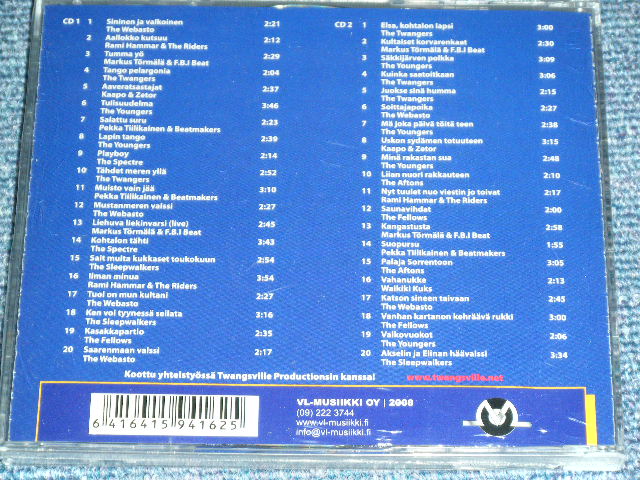 CD 1 1 Sininen ja valkoinen 2:21
The Webasto
2 Aallokko kutsuu 2:12
Rami Hammar & The Riders
3 Tumma yö 2:29
Markus Törmälä & F.B.I Beat
4 Tango pelargonia 2:04
The Twangers
5 Aaveratsastajat 2:37
Kaapo & Zetor
6 Tulisuudelma 3:46
The Youngers
7 Salattu suru 2:23
Pekka Tiilikainen & Beatmakers
8 Lapin tango 2:39
The Youngers
9 Playboy 2:14
The Spectre
10 Tähdet meren yllä 2:52
The Twangers
11 Muisto vain jää 3:10
Pekka Tiilikainen & Beatmakers
12 Mustanmeren valssi 2:27
The Webasto
13 Liehuva liekinvarsi (live) 2:45
Markus Törmälä & F.B.I Beat
14 Kohtalon tähti 3:43
The Spectre
15 Sait multa kukkaset toukokuun 2:54
The Sleepwalkers
16 Ilman minua 3:54
Rami Hammar & The Riders
17 Tuol on mun kultani 2:27
The Webasto
18 Ken voi tyynessä seilata 3:16
The Sleepwalkers
19 Kasakkapartio 2:35
The Fellows
20 Saarenmaan valssi 2:17
The Webasto
CD 2 1 Elsa, kohtalon lapsi 3:00
The Twangers
2 Kultaiset korvarenkaat 2:30
Markus Törmälä & F.B.I Beat
3 Säkkijärven polkka 3:09
The Youngers
4 Kuinka saatoitkaan 3:06
The Twangers
5 Juokse sinä humma 2:15
The Twangers
6 Soittajapoika 2:27
The Webasto
7 Mä joka päivä töitä teen 2:38
The Youngers
8 Uskon sydämen totuuteen 3:15
Kaapo & Zetor
9 Minä rakastan sua 2:48
The Youngers
10 Liian nuori rakkauteen 3:10
The Aftons
11 Nyt tuulet nuo viestin jo toivat 2:17
Rami Hammar & The Riders
12 Saunavihdat 2:00
The Fellows
13 Kangastusta 2:58
Markus Törmälä & F.B.I Beat
14 Suopursu 1:55
Pekka Tiilikainen & Beatmakers
15 Palaja Sorrentoon 3:05
The Aftons
16 Vahanukke 2:13
Waikiki Kuks
17 Katson sineen taivaan 2:45
The Webasto
18 Vanhan kartanon kehräävä rukki 3:00
The Fellows
19 Valkovuokot 2:06
The Youngers
20 Akselin ja Elinan häävalssi 3:34
The Sleepwalkers
Koottu yhteistyössä Twangsville Productionsin kanssa! www.twangsville.net
VL-MUSIIKKI OY | 2008
(09) 222 3744
www.vl-musiikki.fi
info@vl-musiikki.fi
6 416415 941625